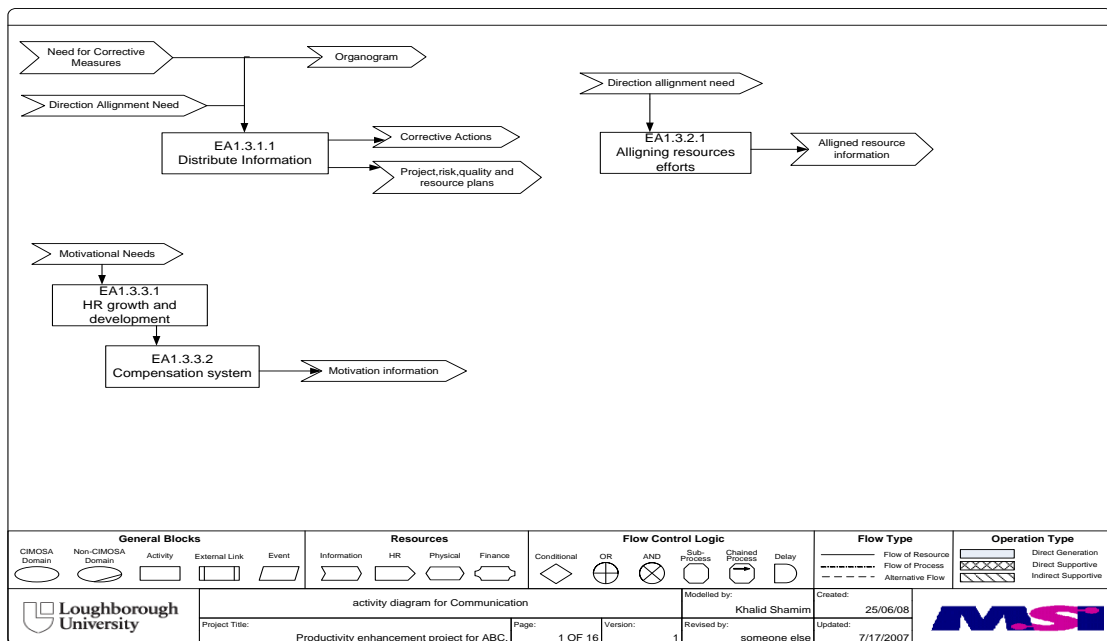 Need for Corrective
Measures
Organogram
Direction Allignment Need
EA1.3.1.1
Distribute Information
Corrective Actions
Project,risk,quality and
resource plans
Direction allignment need
EA1.3.2.1
Alligning resources
efforts
Alligned resource
information
Motivational Needs
EA1.3.3.1
HR growth and
development
EA1.3.3.2
Compensation system
Motivation information
General Blocks
CIMOSA
Domain
Non-CIMOSA
Domain
Activity
External Link
Event
Resources
Information
HR
Physical
Finance
Flow Control Logic
Conditional
OR
AND
Sub-
Process
Chained
Process
Delay
Flow Type
Flow of Resource
Flow of Process
Alternative Flow
Operation Type
Direct Generation
Direct Supportive
Indirect Supportive
Loughborough
University
activity diagram for Communication
Modelled by:
Khalid Shamim
Created:
25/06/08
Project Title:
Productivity enhancement project for ABC.
Page:
1 OF 16
Version:
1
Revised by:
someone else
Updated:
7/17/2007
MSI